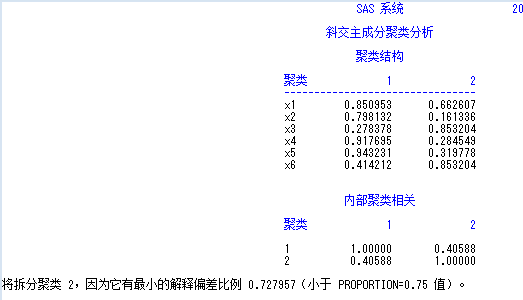 SAS 系统 20
斜交主成分聚类分析
聚类结构
聚类 1 2
x1 0.850953 0.662607
x2 0.798132 0.161336
x3 0.278378 0.853204
x4 0.917695 0.284549
x5 0.943231 0.319778
x6 0.414212 0.853204
内部聚类相关
聚类 1 2
1 1.00000 0.40588
2 0.40588 1.00000
将拆分聚类 2，因为它有最小的解释偏差比例 0.727957（小于 PROPORTION=0.75 值）。